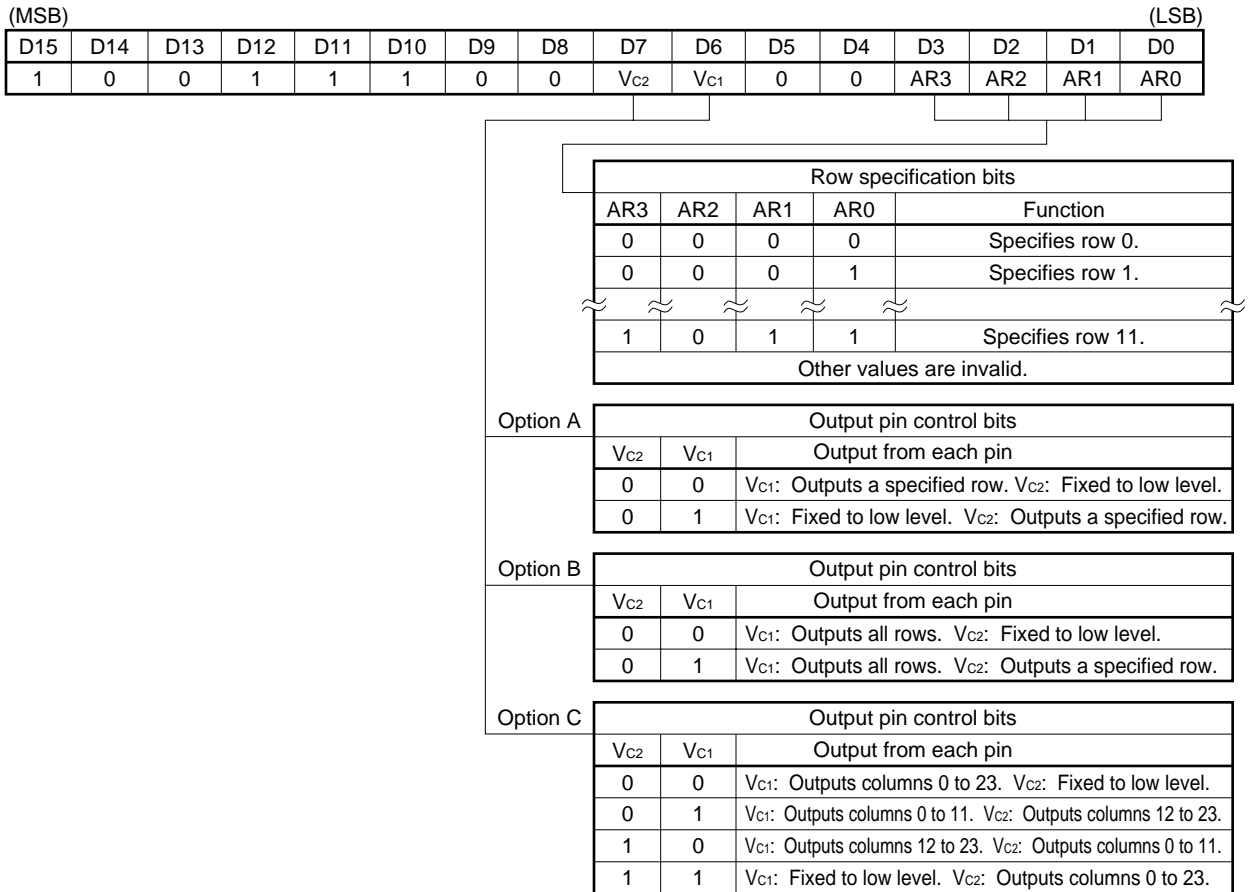 (MSB) (LSB)
D15 D14 D13 D12 D11 D10 D9 D8 D7 D6 D5 D4 D3 D2 D1 D0
1 0 0 1 1 1 0 0 VC2 VC1 0 0 AR3 AR2 AR1 AR0
Row specification bits
AR3 AR2 AR1 AR0 Function
0 0 0 0 Specifies row 0.
0 0 0 1 Specifies row 1.
1 0 1 1 Specifies row 11.
Other values are invalid.
Option A Output pin control bits
VC2 VC1 Output from each pin
0 0 VC1: Outputs a specified row. VC2: Fixed to low level.
0 1 VC1: Fixed to low level. VC2: Outputs a specified row.
Option B Output pin control bits
VC2 VC1 Output from each pin
0 0 VC1: Outputs all rows. VC2: Fixed to low level.
0 1 VC1: Outputs all rows. VC2: Outputs a specified row.
Option C Output pin control bits
VC2 VC1 Output from each pin
0 0 VC1: Outputs columns 0 to 23. VC2: Fixed to low level.
0 1 VC1: Outputs columns 0 to 11. VC2: Outputs columns 12 to 23.
1 0 VC1: Outputs columns 12 to 23. VC2: Outputs columns 0 to 11.
1 1 VC1: Fixed to low level. VC2: Outputs columns 0 to 23.